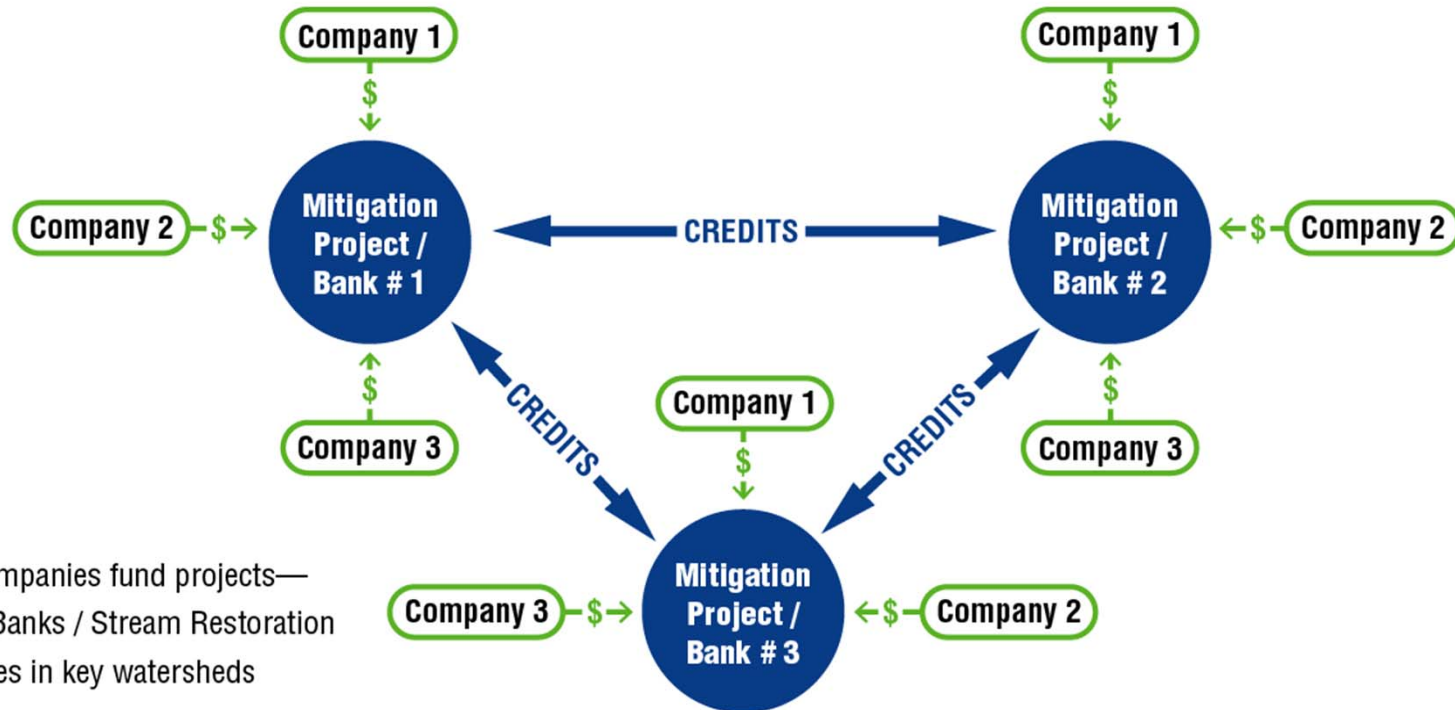 Company 1
$
Company 2
$
Mitigation
Project /
Bank # 1
$
Company 3
CREDITS
Company 1
$
Mitigation
Project /
Bank # 2
$
Company 2
$
Company 3
CREDITS
CREDITS
Company 1
$
Company 3
$
Mitigation
Project /
Bank # 3
$
Company 2
fund projects—
Banks / Stream Restoration
in key watersheds